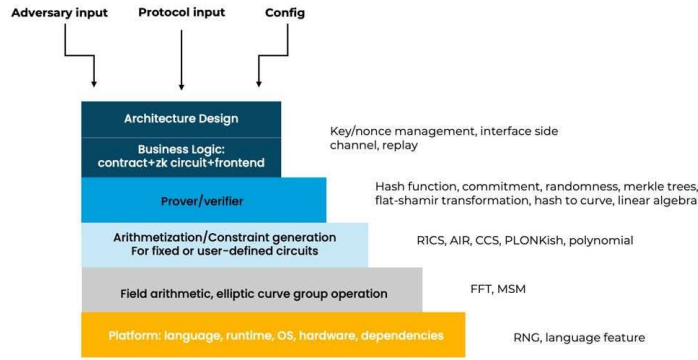 Adversary input
Protocol input
Config
Architecture Design
Business Logic:
contract+zk circuit+frontend
Key/nonce management, interface side
channel, replay
Prover/verifier
Hash function, commitment, randomness, merkle trees,
flat-shamir transformation, hash to curve, linear algebra
Arithmetization/Constraint generation
For fixed or user-defined circuits
R1CS, AIR, CCS, PLONKish, polynomial
Field arithmetic, elliptic curve group operation
FFT, MSM
Platform: language, runtime, OS, hardware, dependencies
RNG, language feature